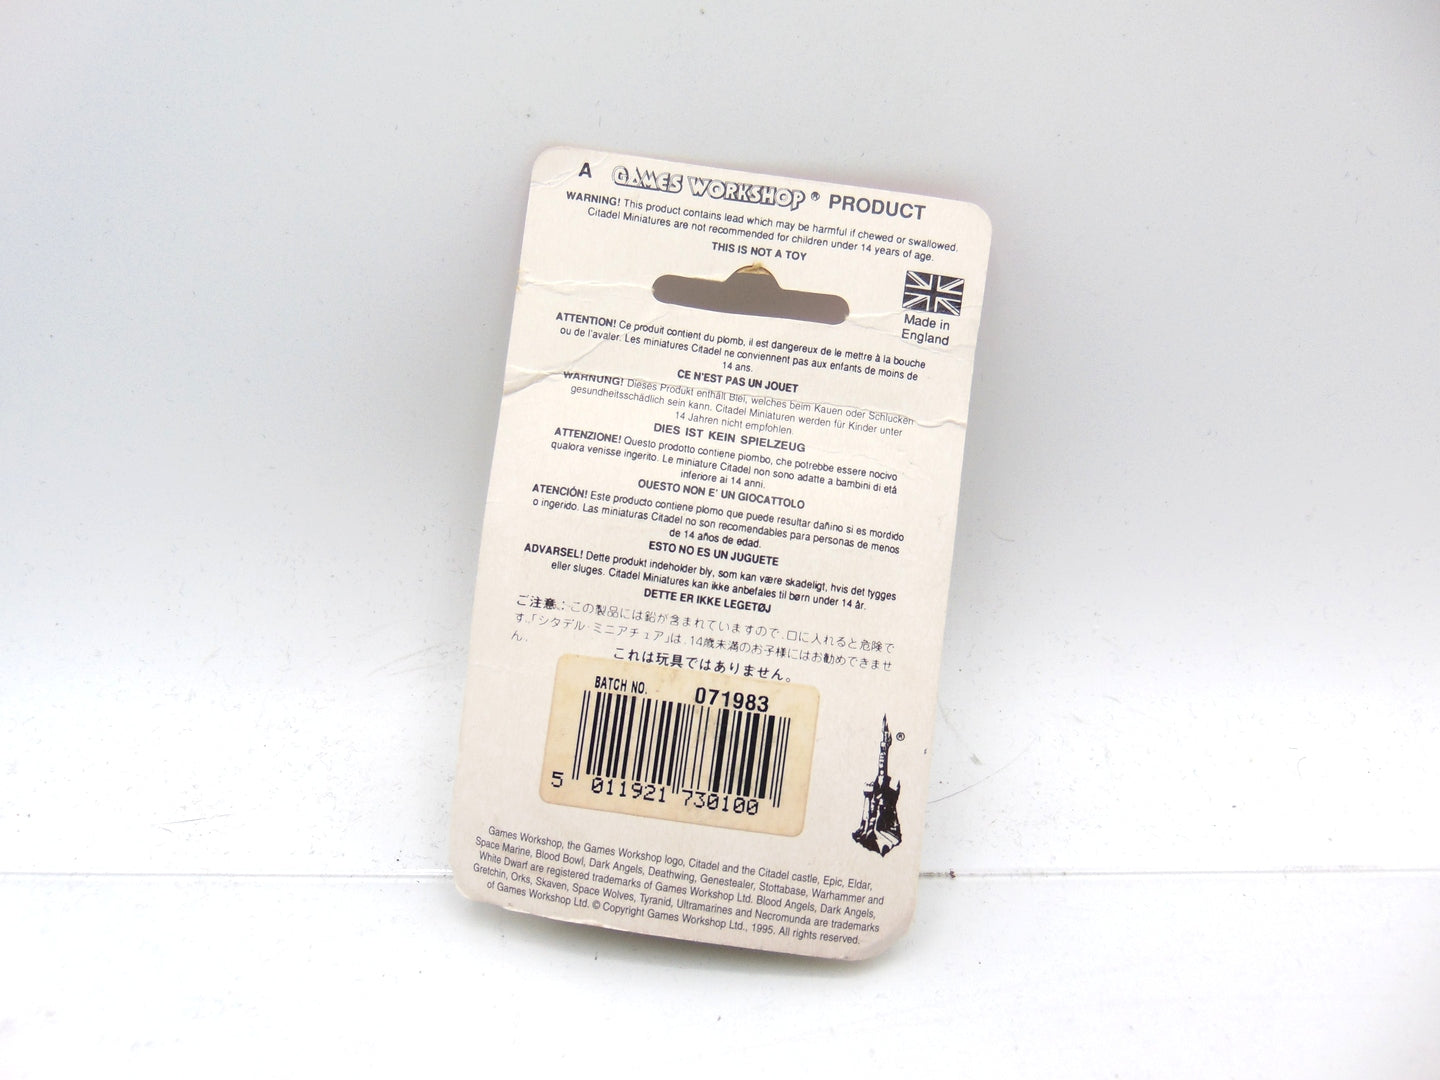 A GAMES WORKSHOP® PRODUCT
WARNING! This product contains lead which may be harmful if chewed or swallowed.
Citadel Miniatures are not recommended for children under 14 years of age.
THIS IS NOT A TOY
Made in
England
ATTENTION! Ce produit contient du plomb, il est dangereux de le mettre à la bouche
ou de l'avaler. Les miniatures Citadel ne conviennent pas aux enfants de moins de
14 ans.
CE N'EST PAS UN JOUET
WARNUNG! Dieses Produkt enthält Blei, welches beim Kauen oder Schlucken
gesundheitsschädlich sein kann. Citadel Miniaturen werden für Kinder unter
14 Jahren nicht empfohlen.
DIES IST KEIN SPIELZEUG
ATTENZIONE! Questo prodotto contiene piombo, che potrebbe essere nocivo
qualora venisse ingerito. Le miniature Citadel non sono adatte a bambini di etá
inferiore ai 14 anni.
QUESTO NON E' UN GIOCATTOLO
ATENCIÓN! Este producto contiene plomo que puede resultar dañino si es mordido
o ingerido. Las miniaturas Citadel no son recomendables para personas de menos
de 14 años de edad.
ESTO NO ES UN JUGUETE
ADVARSEL! Dette produkt indeholder bly, som kan være skadeligt, hvis det tygges
eller sluges. Citadel Miniatures kan ikke anbefales til børn under 14 år.
DETTE ER IKKE LEGETØJ
ご注意：この製品には鉛が含まれていますので、口に入れると危険で
す。「シタデル・ミニアチュア」は、14歳未満のお子様にはお勧めできませ
ん。
これは玩具ではありません。
BATCH NO. 071983
5 011921 730100
®
Games Workshop, the Games Workshop logo, Citadel and the Citadel castle, Epic, Eldar,
Space Marine, Blood Bowl, Dark Angels, Deathwing, Genestealer, Stottabase, Warhammer and
White Dwarf are registered trademarks of Games Workshop Ltd. Blood Angels, Dark Angels,
Gretchin, Orks, Skaven, Space Wolves, Tyranid, Ultramarines and Necromunda are trademarks
of Games Workshop Ltd. © Copyright Games Workshop Ltd., 1995. All rights reserved.